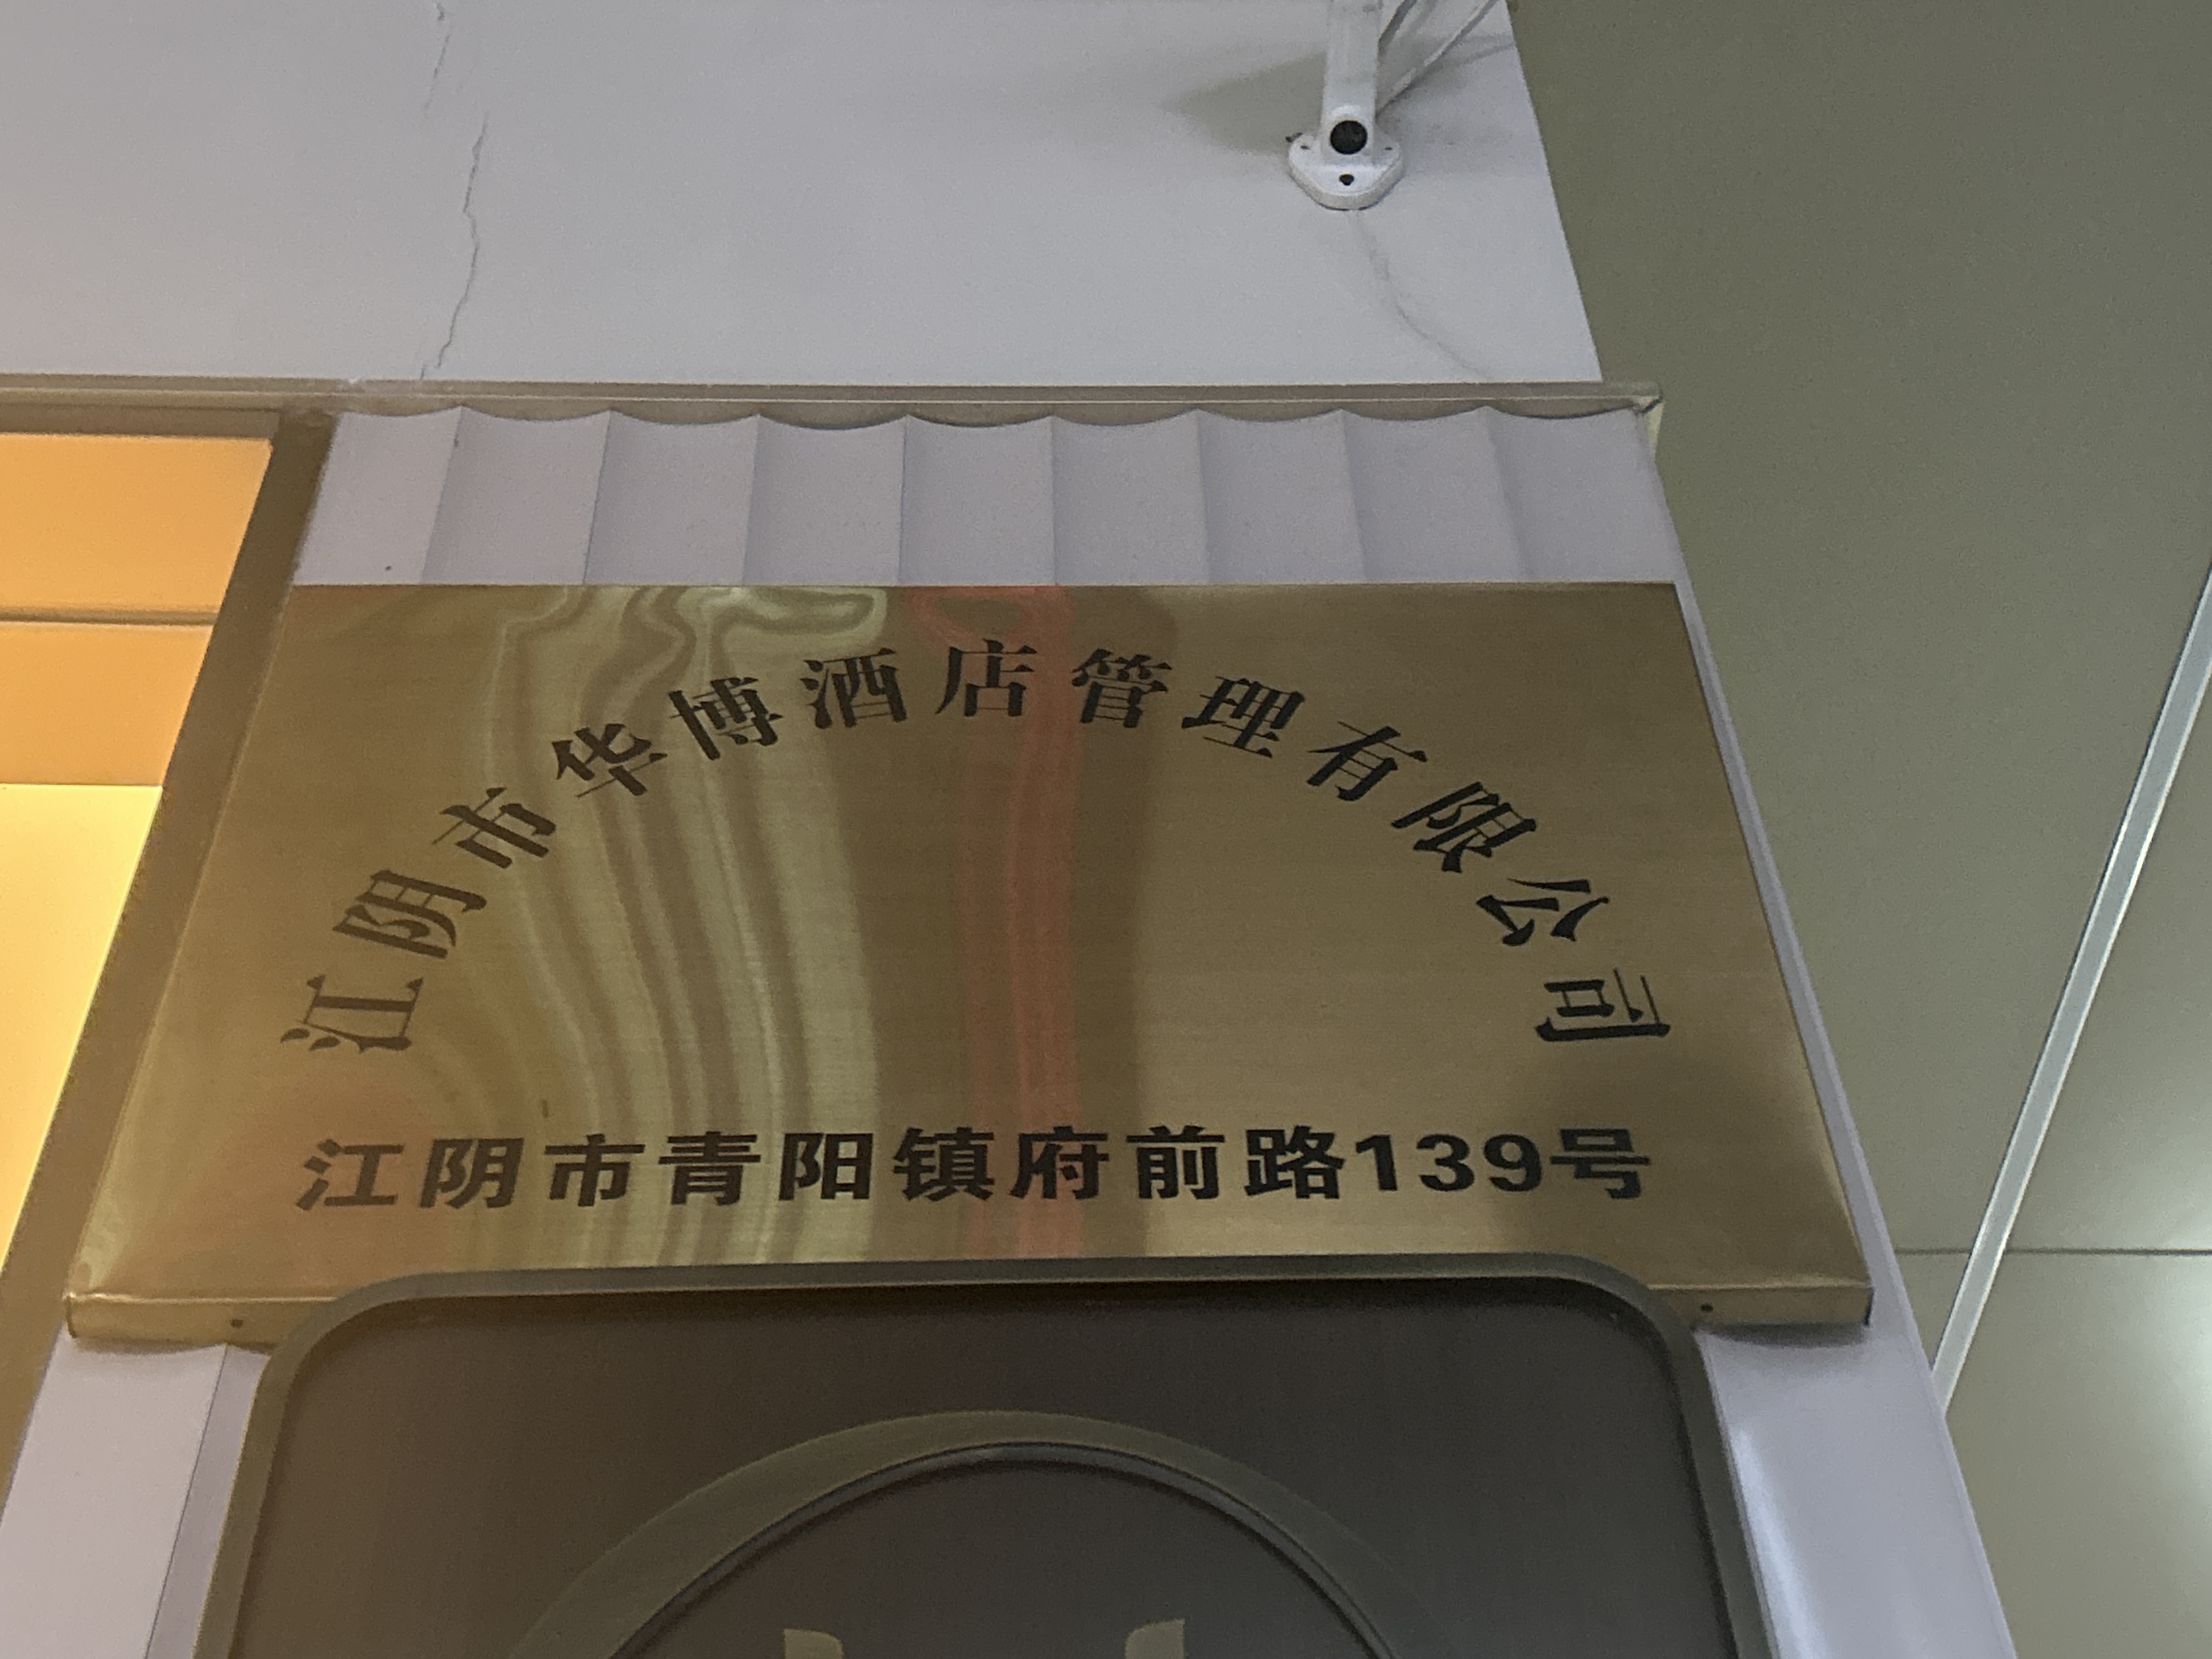 江阴市华博酒店管理有限公司
江阴市青阳镇府前路139号